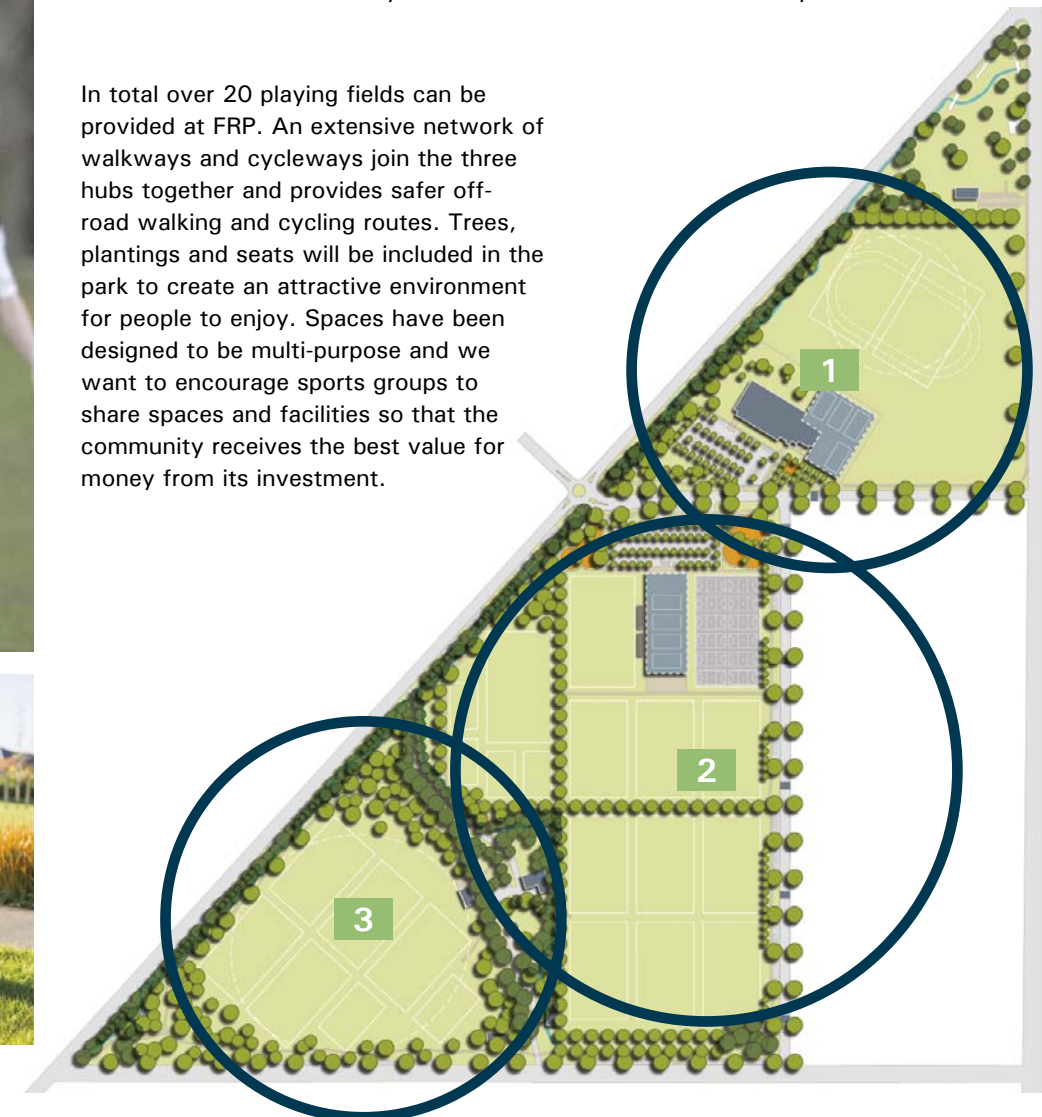 In total over 20 playing fields can be
provided at FRP. An extensive network of
walkways and cycleways join the three
hubs together and provides safer off-
road walking and cycling routes. Trees,
plantings and seats will be included in the
park to create an attractive environment
for people to enjoy. Spaces have been
designed to be multi-purpose and we
want to encourage sports groups to
share spaces and facilities so that the
community receives the best value for
money from its investment.
1
2
3